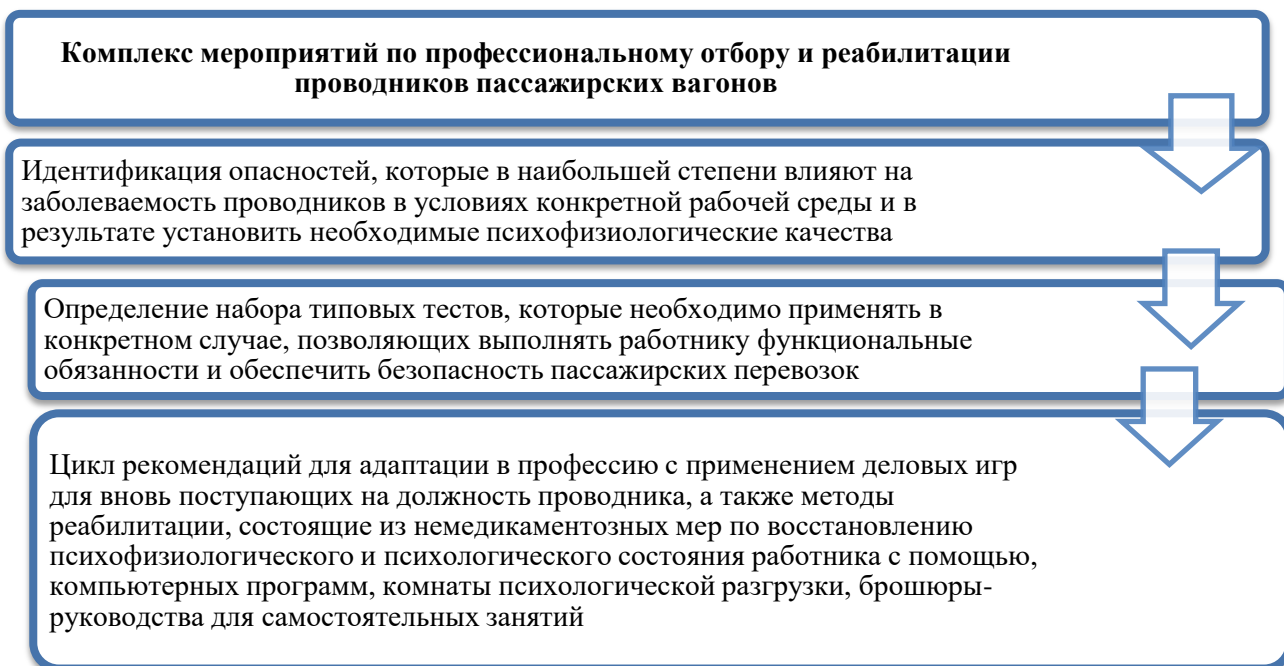 Комплекс мероприятий по профессиональному отбору и реабилитации
проводников пассажирских вагонов
Идентификация опасностей, которые в наибольшей степени влияют на
заболеваемость проводников в условиях конкретной рабочей среды и в
результате установить необходимые психофизиологические качества
Определение набора типовых тестов, которые необходимо применять в
конкретном случае, позволяющих выполнять работнику функциональные
обязанности и обеспечить безопасность пассажирских перевозок
Цикл рекомендаций для адаптации в профессию с применением деловых игр
для вновь поступающих на должность проводника, а также методы
реабилитации, состоящие из немедикаментозных мер по восстановлению
психофизиологического и психологического состояния работника с помощью,
компьютерных программ, комнаты психологической разгрузки, брошюры-
руководства для самостоятельных занятий